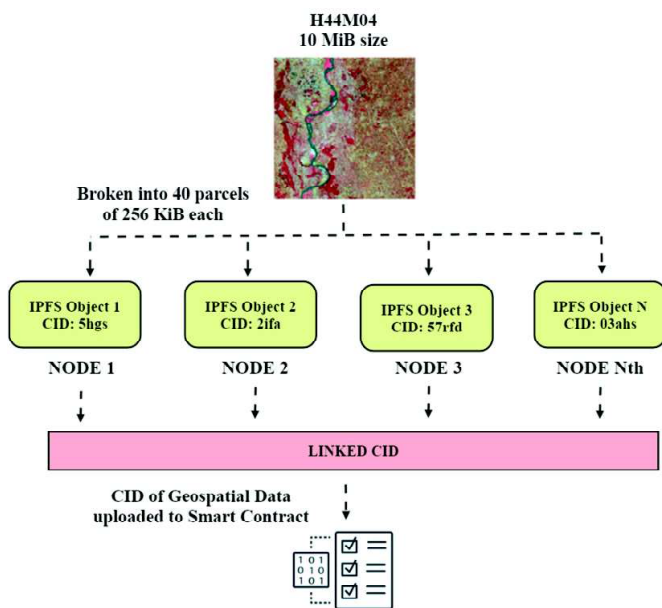 H44M04
10 MiB size
Broken into 40 parcels
of 256 KiB each
IPFS Object 1
CID: 5hgs
IPFS Object 2
CID: 2ifa
IPFS Object 3
CID: 57rfd
IPFS Object N
CID: 03ahs
NODE 1
NODE 2
NODE 3
NODE Nth
LINKED CID
CID of Geospatial Data
uploaded to Smart Contract
1 0 1
0 1 0
1 0 1